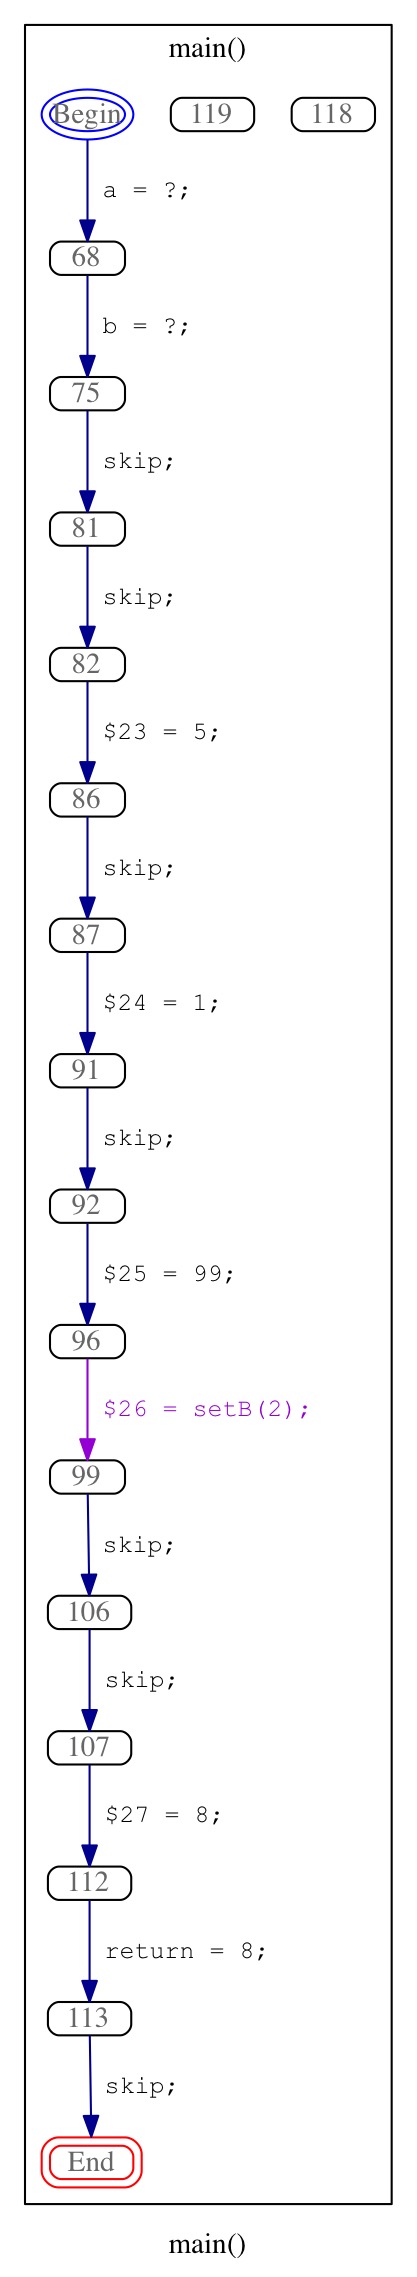 main()
Begin 119 118
a = ?;
68
b = ?;
75
skip;
81
skip;
82
$23 = 5;
86
skip;
87
$24 = 1;
91
skip;
92
$25 = 99;
96
$26 = setB(2);
99
skip;
106
skip;
107
$27 = 8;
112
return = 8;
113
skip;
End
main()